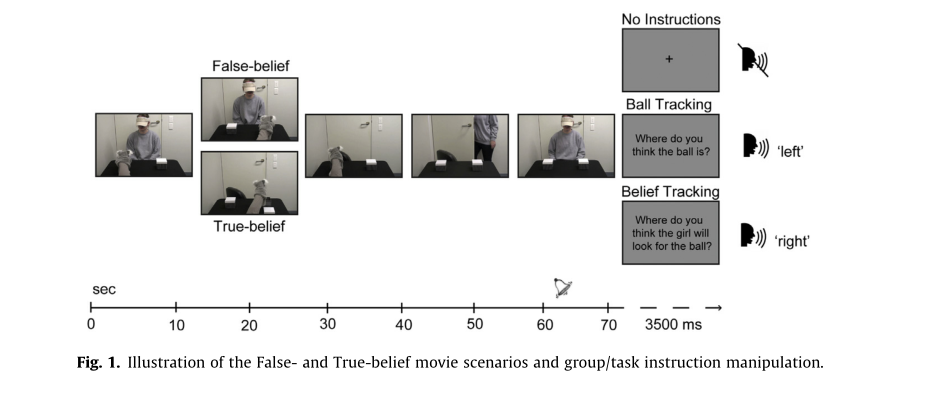 No Instructions
+
False-belief
Ball Tracking
Where do you
think the ball is?
'left'
Belief Tracking
Where do you
think the girl will
look for the ball?
'right'
True-belief
sec
0 10 20 30 40 50 60 70 3500 ms
Fig. 1. Illustration of the False- and True-belief movie scenarios and group/task instruction manipulation.